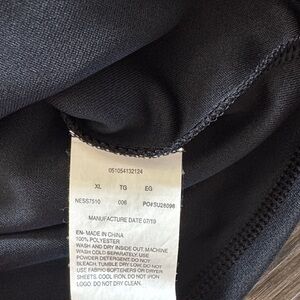 051054132124
XL TG EG
NESS7510 006 PO#SU26096
MANUFACTURE DATE 07/19
EN- MADE IN CHINA
100% POLYESTER
WASH AND DRY INSIDE OUT. MACHINE
WASH COLD SEPARATELY. USE
POWDER DETERGENT. DO NOT
BLEACH. TUMBLE DRY LOW. DO NOT
USE FABRIC SOFTENERS OR DRYER
SHEETS. COOL IRON. DO NOT IRON
LOGO. DO NOT DRY CLEAN.